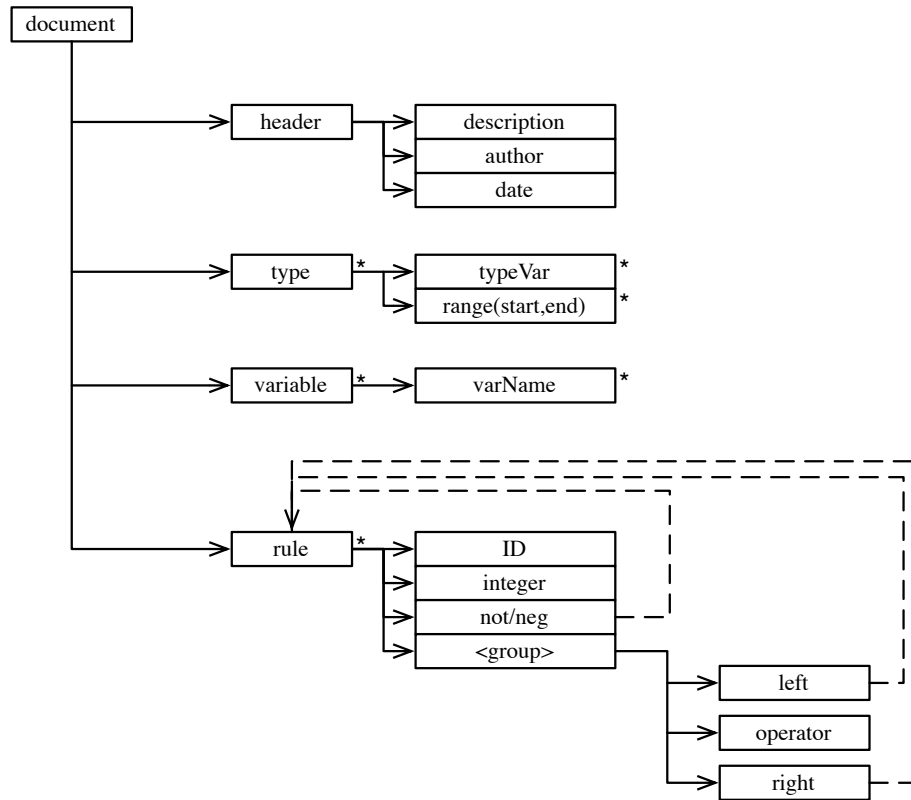 document
header
description
author
date
type *
typeVar *
range(start,end) *
variable *
varName *
rule *
ID
integer
not/neg
<group>
left
operator
right